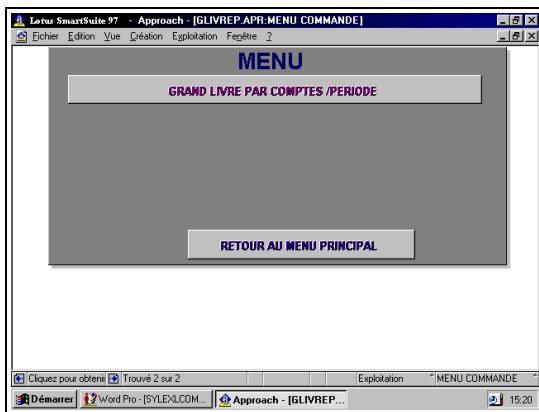 Lotus SmartSuite 97 - Approach - [GLIVREP.APR:MENU COMMANDE]
Fichier Edition Vue Création Exploitation Fenêtre ?
MENU
GRAND LIVRE PAR COMPTES /PERIODE
RETOUR AU MENU PRINCIPAL
Cliquez pour obtenir Trouvé 2 sur 2 Exploitation MENU COMMANDE
Démarrer Word Pro - [SYLEXLCOM... Approach - [GLIVREP... 15:20